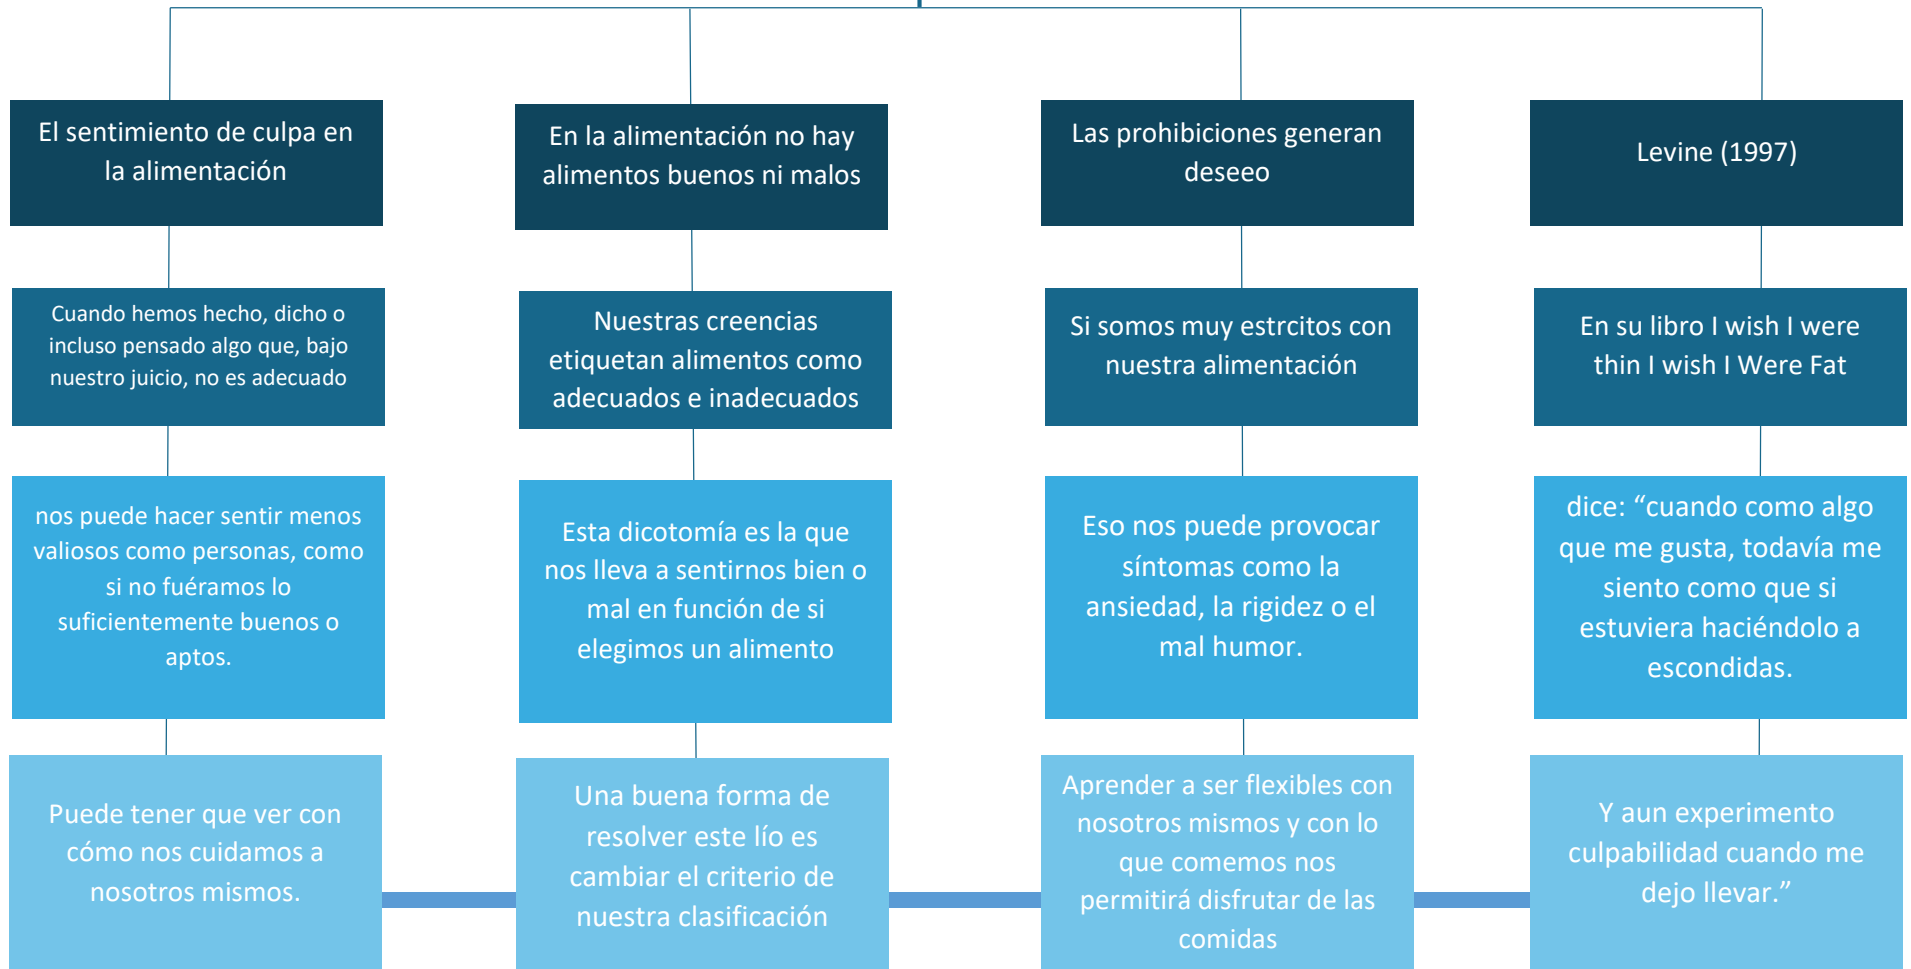 El sentimiento de culpa en
la alimentación
En la alimentación no hay
alimentos buenos ni malos
Las prohibiciones generan
deseeo
Levine (1997)
Cuando hemos hecho, dicho o
incluso pensado algo que, bajo
nuestro juicio, no es adecuado
Nuestras creencias
etiquetan alimentos como
adecuados e inadecuados
Si somos muy estrcitos con
nuestra alimentación
En su libro I wish I were
thin I wish I Were Fat
nos puede hacer sentir menos
valiosos como personas, como
si no fuéramos lo
suficientemente buenos o
aptos.
Esta dicotomía es la que
nos lleva a sentirnos bien o
mal en función de si
elegimos un alimento
Eso nos puede provocar
síntomas como la
ansiedad, la rigidez o el
mal humor.
dice: “cuando como algo
que me gusta, todavía me
siento como que si
estuviera haciéndolo a
escondidas.
Puede tener que ver con
cómo nos cuidamos a
nosotros mismos.
Una buena forma de
resolver este lío es
cambiar el criterio de
nuestra clasificación
Aprender a ser flexibles con
nosotros mismos y con lo
que comemos nos
permitirá disfrutar de las
comidas
Y aun experimento
culpabilidad cuando me
dejo llevar.”